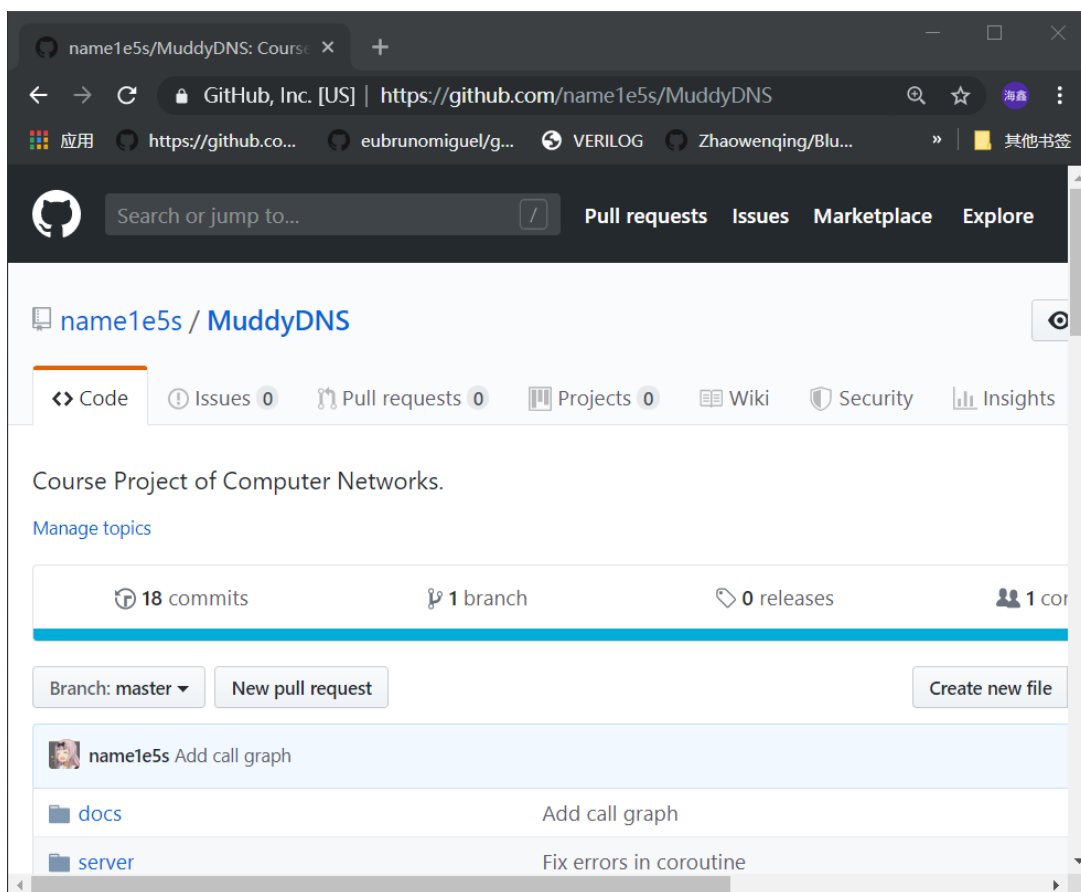 name1e5s/MuddyDNS: Course
GitHub, Inc. [US] | https://github.com/name1e5s/MuddyDNS
海鑫
应用 https://github.co... eubrunomiguel/g... VERILOG Zhaowenqing/Blu... » 其他书签
Search or jump to... / Pull requests Issues Marketplace Explore
name1e5s / MuddyDNS
Code Issues 0 Pull requests 0 Projects 0 Wiki Security Insights
Course Project of Computer Networks.
Manage topics
18 commits 1 branch 0 releases 1 cor
Branch: master New pull request Create new file
name1e5s Add call graph
docs Add call graph
server Fix errors in coroutine